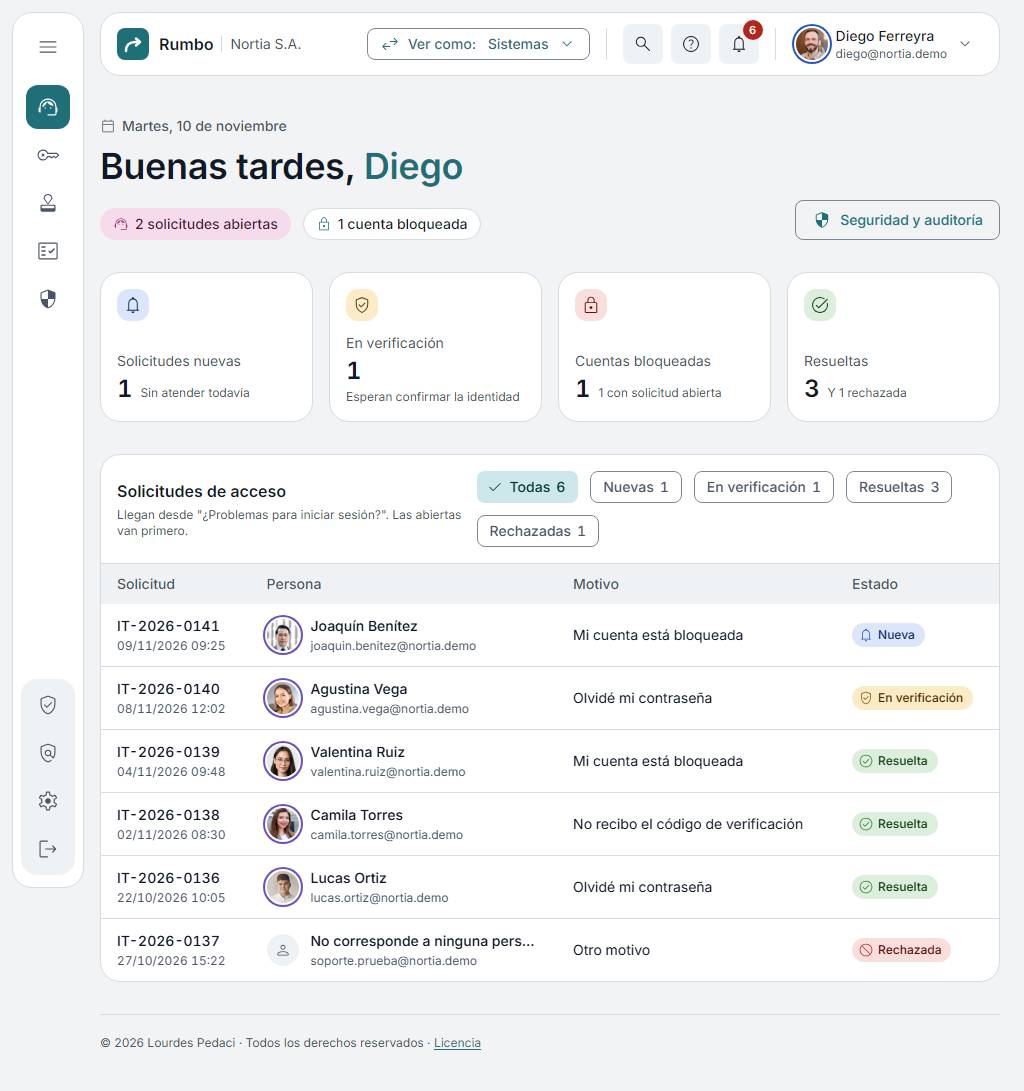 Rumbo
Nortia S.A.
Ver como: Sistemas
6
Diego Ferreyra
diego@nortia.demo
Martes, 10 de noviembre
Buenas tardes, Diego
2 solicitudes abiertas
1 cuenta bloqueada
Seguridad y auditoría
Solicitudes nuevas
1 Sin atender todavía
En verificación
1
Esperan confirmar la identidad
Cuentas bloqueadas
1 1 con solicitud abierta
Resueltas
3 Y 1 rechazada
Solicitudes de acceso
Llegan desde "¿Problemas para iniciar sesión?". Las abiertas
van primero.
Todas 6
Nuevas 1
En verificación 1
Resueltas 3
Rechazadas 1
Solicitud Persona Motivo Estado
IT-2026-0141
09/11/2026 09:25
Joaquín Benítez
joaquin.benitez@nortia.demo
Mi cuenta está bloqueada
Nueva
IT-2026-0140
08/11/2026 12:02
Agustina Vega
agustina.vega@nortia.demo
Olvidé mi contraseña
En verificación
IT-2026-0139
04/11/2026 09:48
Valentina Ruiz
valentina.ruiz@nortia.demo
Mi cuenta está bloqueada
Resuelta
IT-2026-0138
02/11/2026 08:30
Camila Torres
camila.torres@nortia.demo
No recibo el código de verificación
Resuelta
IT-2026-0136
22/10/2026 10:05
Lucas Ortiz
lucas.ortiz@nortia.demo
Olvidé mi contraseña
Resuelta
IT-2026-0137
27/10/2026 15:22
No corresponde a ninguna pers...
soporte.prueba@nortia.demo
Otro motivo
Rechazada
© 2026 Lourdes Pedaci · Todos los derechos reservados · Licencia